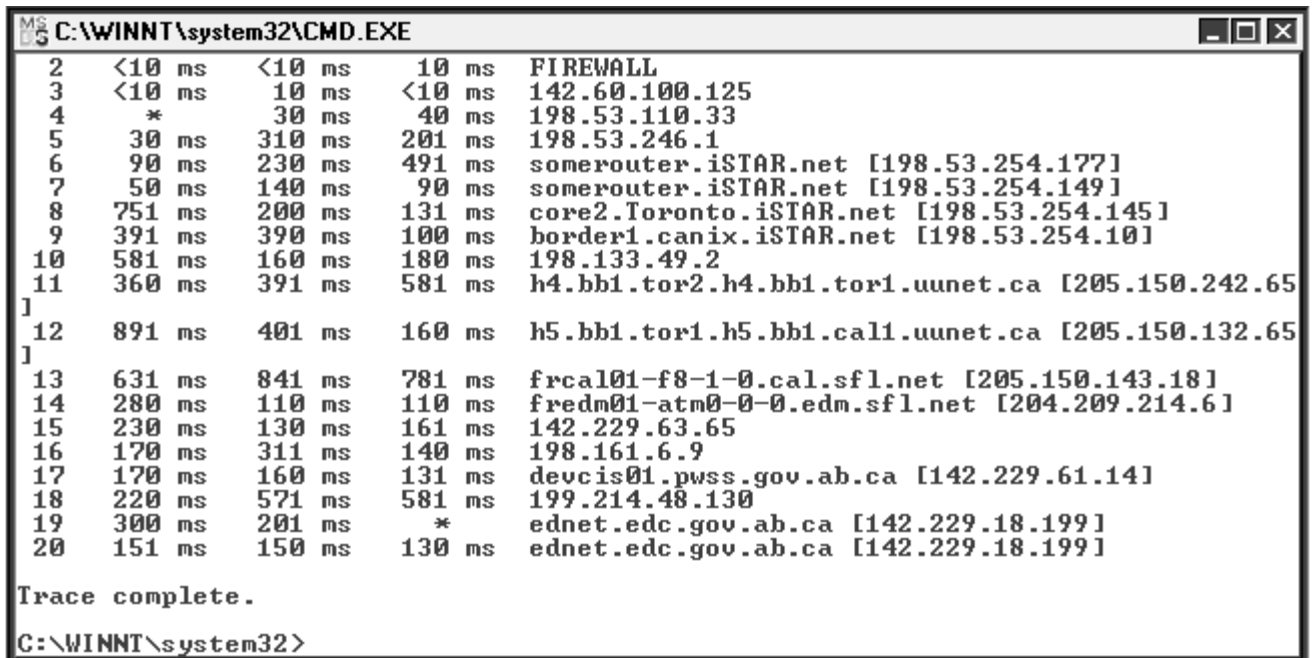 MS DOS C:\WINNT\system32\CMD.EXE
2 <10 ms <10 ms 10 ms FIREWALL
3 <10 ms 10 ms <10 ms 142.60.100.125
4 * 30 ms 40 ms 198.53.110.33
5 30 ms 310 ms 201 ms 198.53.246.1
6 90 ms 230 ms 491 ms somerouter.iSTAR.net [198.53.254.177]
7 50 ms 140 ms 90 ms somerouter.iSTAR.net [198.53.254.149]
8 751 ms 200 ms 131 ms core2.Toronto.iSTAR.net [198.53.254.145]
9 391 ms 390 ms 100 ms border1.canix.iSTAR.net [198.53.254.10]
10 581 ms 160 ms 180 ms 198.133.49.2
11 360 ms 391 ms 581 ms h4.bb1.tor2.h4.bb1.tor1.uunet.ca [205.150.242.65
]
12 891 ms 401 ms 160 ms h5.bb1.tor1.h5.bb1.cal1.uunet.ca [205.150.132.65
]
13 631 ms 841 ms 781 ms frcal01-f8-1-0.cal.sfl.net [205.150.143.18]
14 280 ms 110 ms 110 ms fredm01-atm0-0-0.edm.sfl.net [204.209.214.6]
15 230 ms 130 ms 161 ms 142.229.63.65
16 170 ms 311 ms 140 ms 198.161.6.9
17 170 ms 160 ms 131 ms devcis01.pwss.gov.ab.ca [142.229.61.14]
18 220 ms 571 ms 581 ms 199.214.48.130
19 300 ms 201 ms * ednet.edc.gov.ab.ca [142.229.18.199]
20 151 ms 150 ms 130 ms ednet.edc.gov.ab.ca [142.229.18.199]
Trace complete.
C:\WINNT\system32>